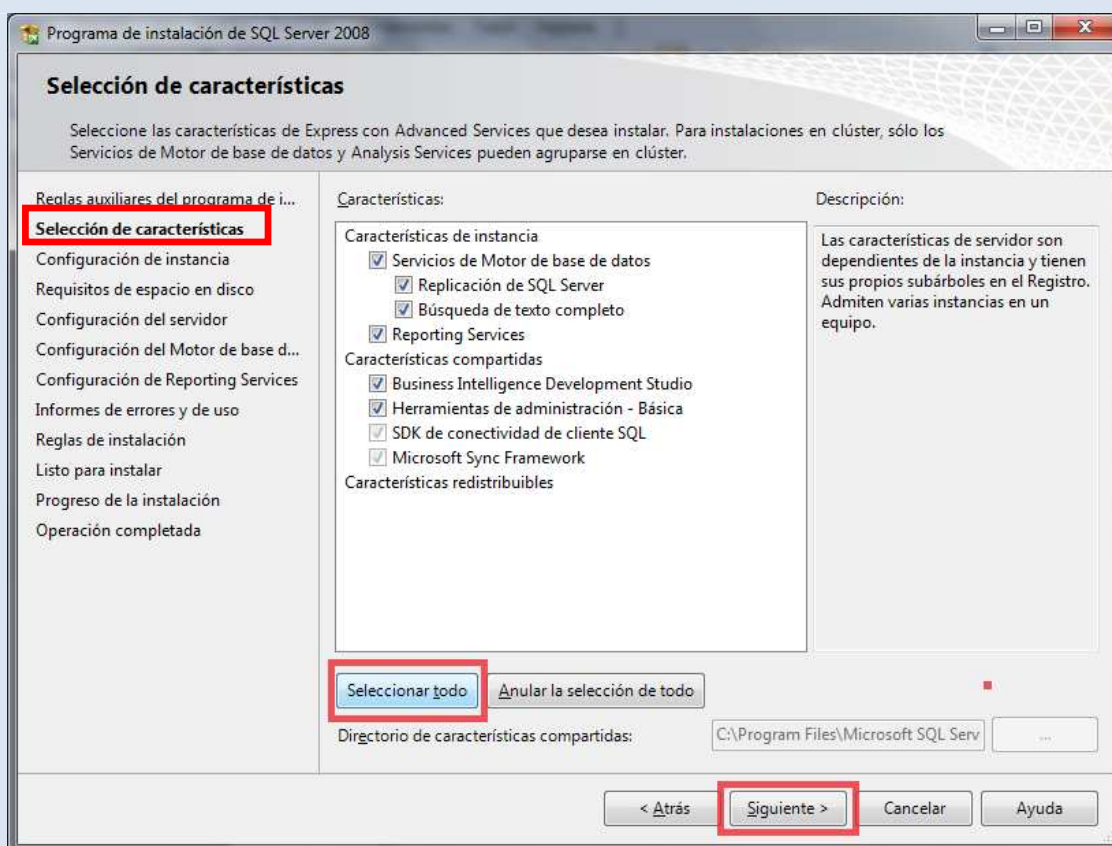 Programa de instalación de SQL Server 2008
Selección de características
Seleccione las características de Express con Advanced Services que desea instalar. Para instalaciones en clúster, sólo los
Servicios de Motor de base de datos y Analysis Services pueden agruparse en clúster.
Reglas auxiliares del programa de i...
Selección de características
Configuración de instancia
Requisitos de espacio en disco
Configuración del servidor
Configuración del Motor de base d...
Configuración de Reporting Services
Informes de errores y de uso
Reglas de instalación
Listo para instalar
Progreso de la instalación
Operación completada
Características:
Características de instancia
Servicios de Motor de base de datos
Replicación de SQL Server
Búsqueda de texto completo
Reporting Services
Características compartidas
Business Intelligence Development Studio
Herramientas de administración - Básica
SDK de conectividad de cliente SQL
Microsoft Sync Framework
Características redistribuibles
Descripción:
Las características de servidor son
dependientes de la instancia y tienen
sus propios subárboles en el Registro.
Admiten varias instancias en un
equipo.
Seleccionar todo
Anular la selección de todo
Directorio de características compartidas:
C:\Program Files\Microsoft SQL Serv
...
< Atrás
Siguiente >
Cancelar
Ayuda